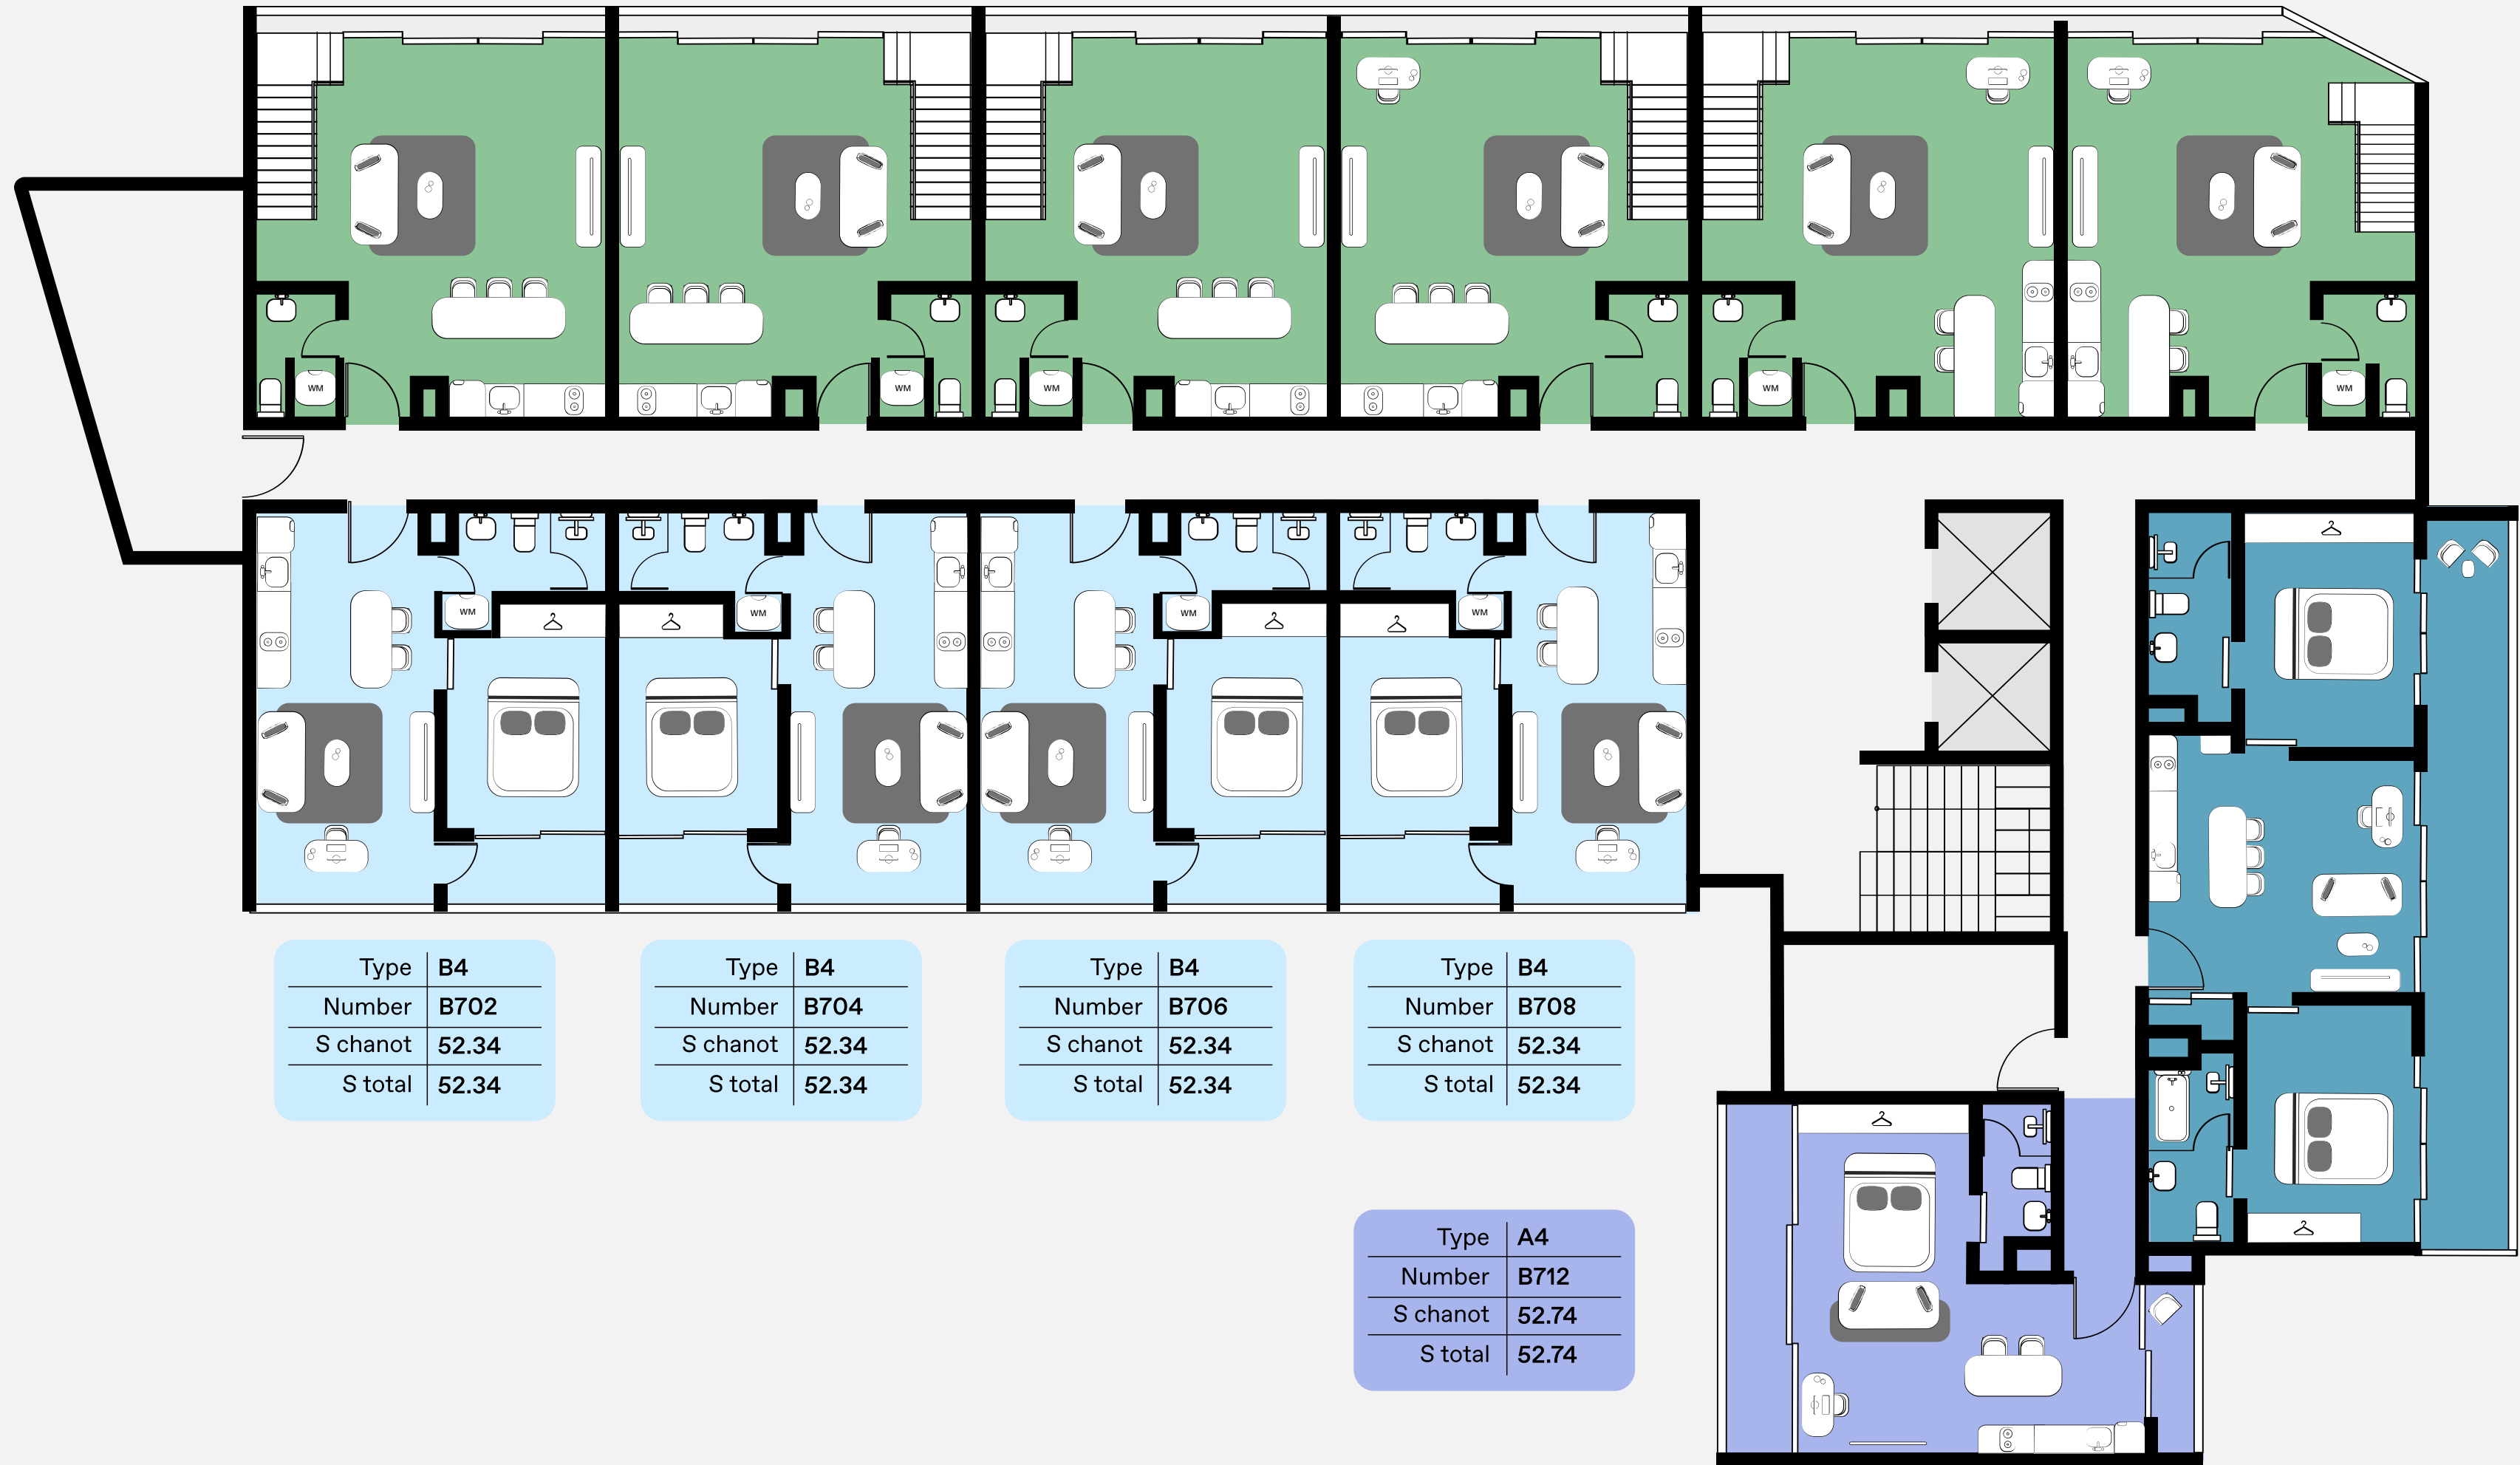 WM
WM
WM
WM
WM
WM
WM
WM
WM
Type B4
Number B702
S chanot 52.34
S total 52.34
Type B4
Number B704
S chanot 52.34
S total 52.34
Type B4
Number B706
S chanot 52.34
S total 52.34
Type B4
Number B708
S chanot 52.34
S total 52.34
Type A4
Number B712
S chanot 52.74
S total 52.74